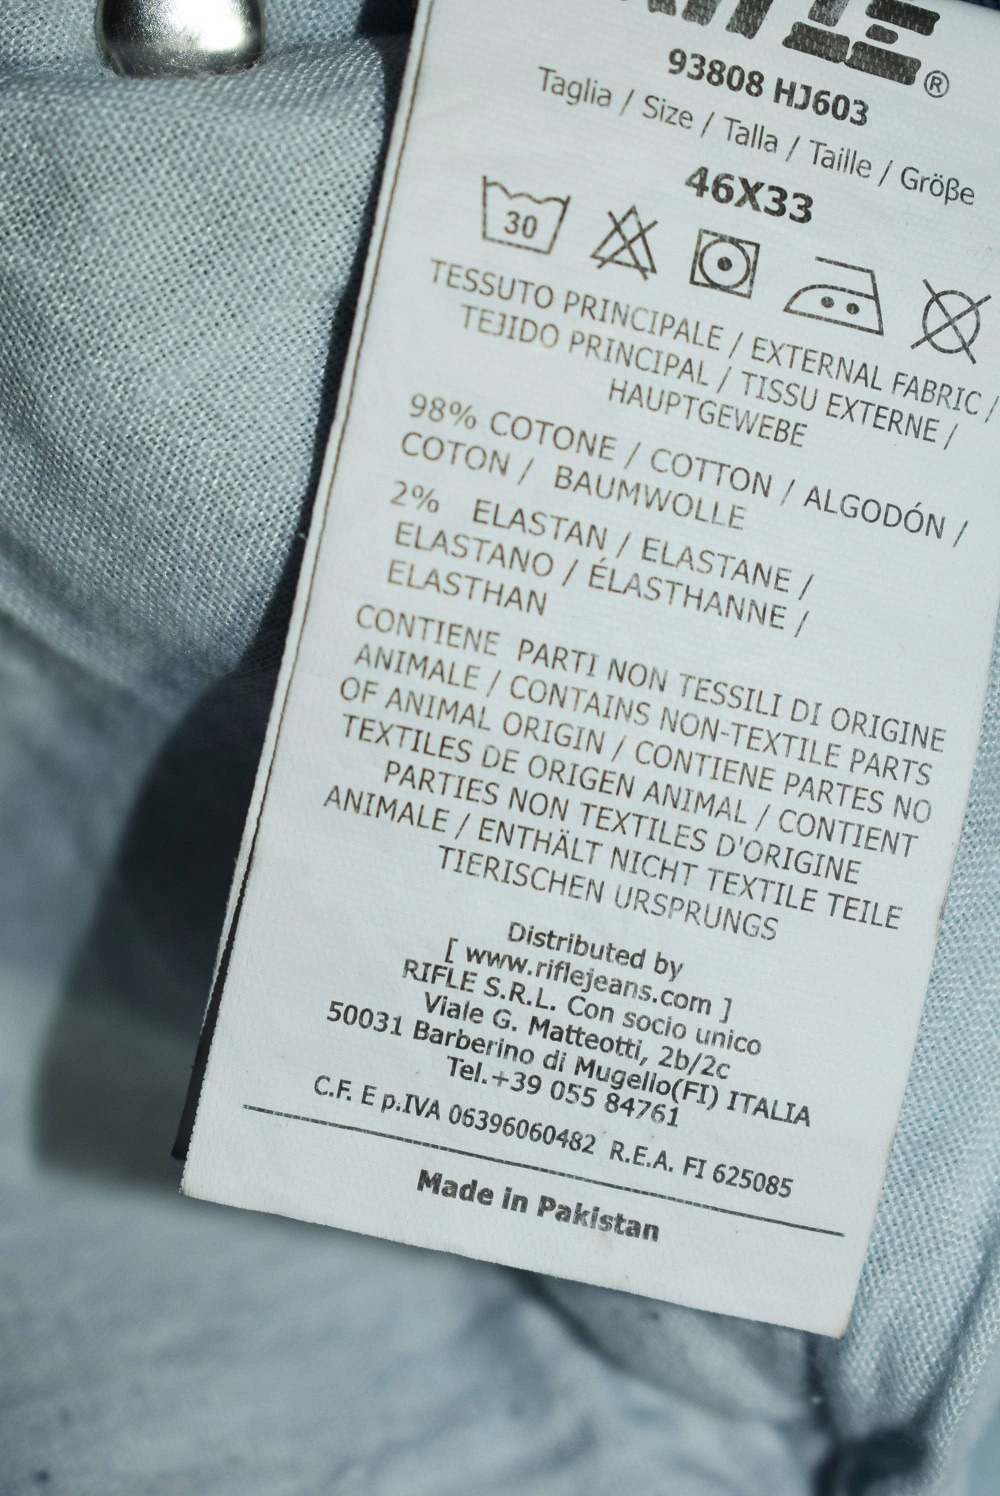 RIFLE®
93808 HJ603
Taglia / Size / Talla / Taille / Größe
46X33
30
TESSUTO PRINCIPALE / EXTERNAL FABRIC /
TEJIDO PRINCIPAL / TISSU EXTERNE /
HAUPTGEWEBE
98% COTONE / COTTON / ALGODÓN /
COTON / BAUMWOLLE
2% ELASTAN / ELASTANE /
ELASTANO / ÉLASTHANNE /
ELASTHAN
CONTIENE PARTI NON TESSILI DI ORIGINE
ANIMALE / CONTAINS NON-TEXTILE PARTS
OF ANIMAL ORIGIN / CONTIENE PARTES NO
TEXTILES DE ORIGEN ANIMAL / CONTIENT
PARTIES NON TEXTILES D'ORIGINE
ANIMALE / ENTHÄLT NICHT TEXTILE TEILE
TIERISCHEN URSPRUNGS
Distributed by
[ www.riflejeans.com ]
RIFLE S.R.L. Con socio unico
Viale G. Matteotti, 2b/2c
50031 Barberino di Mugello(FI) ITALIA
Tel.+39 055 84761
C.F. E p.IVA 06396060482 R.E.A. FI 625085
Made in Pakistan